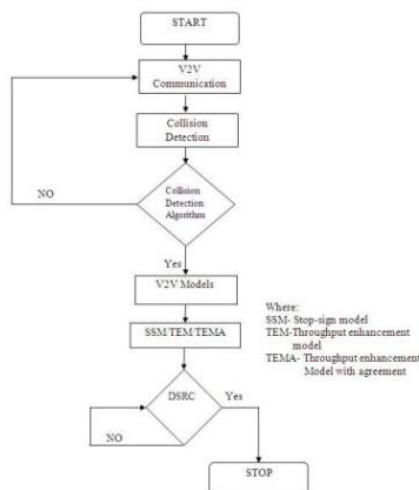 START
V2V
Communication
Collision
Detection
Collision
Detection
Algorithm
NO
Yes
V2V Models
SSM/TEM/TEMA
Where:
SSM- Stop-sign model
TEM-Throughput enhancement
model
TEMA- Throughput enhancement
Model with agreement
DSRC
Yes
NO
STOP